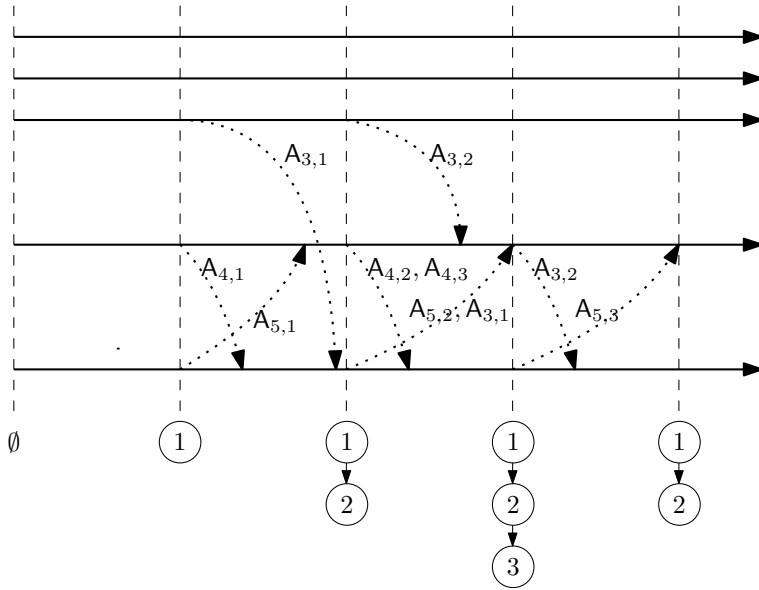 A3,1 A3,2
A4,1 A4,2, A4,3 A3,2
A5,1 A5,2, A3,1 A5,3
∅ 1 1 1 1
2 2 2
3